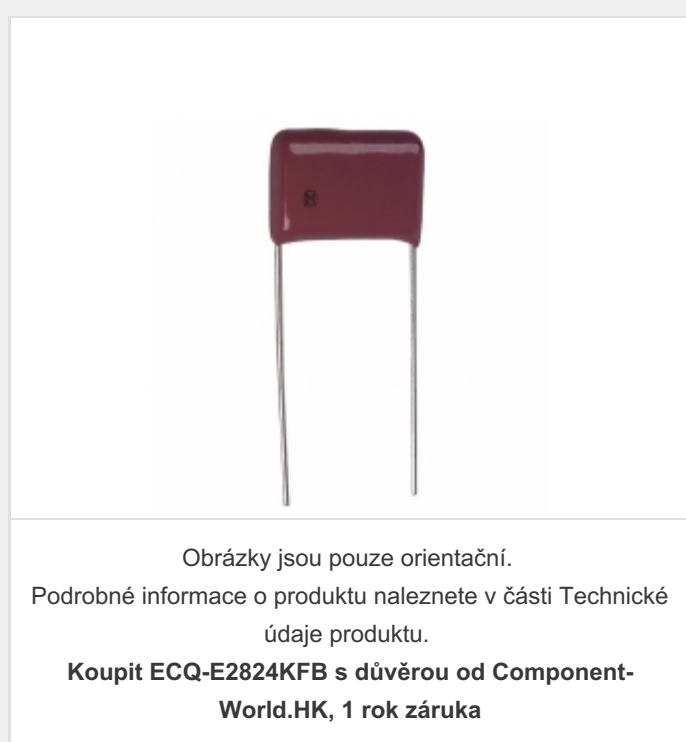 Obrázky jsou pouze orientační.
Podrobné informace o produktu naleznete v části Technické
údaje produktu.
Koupit ECQ-E2824KFB s důvěrou od Component-
World.HK, 1 rok záruka